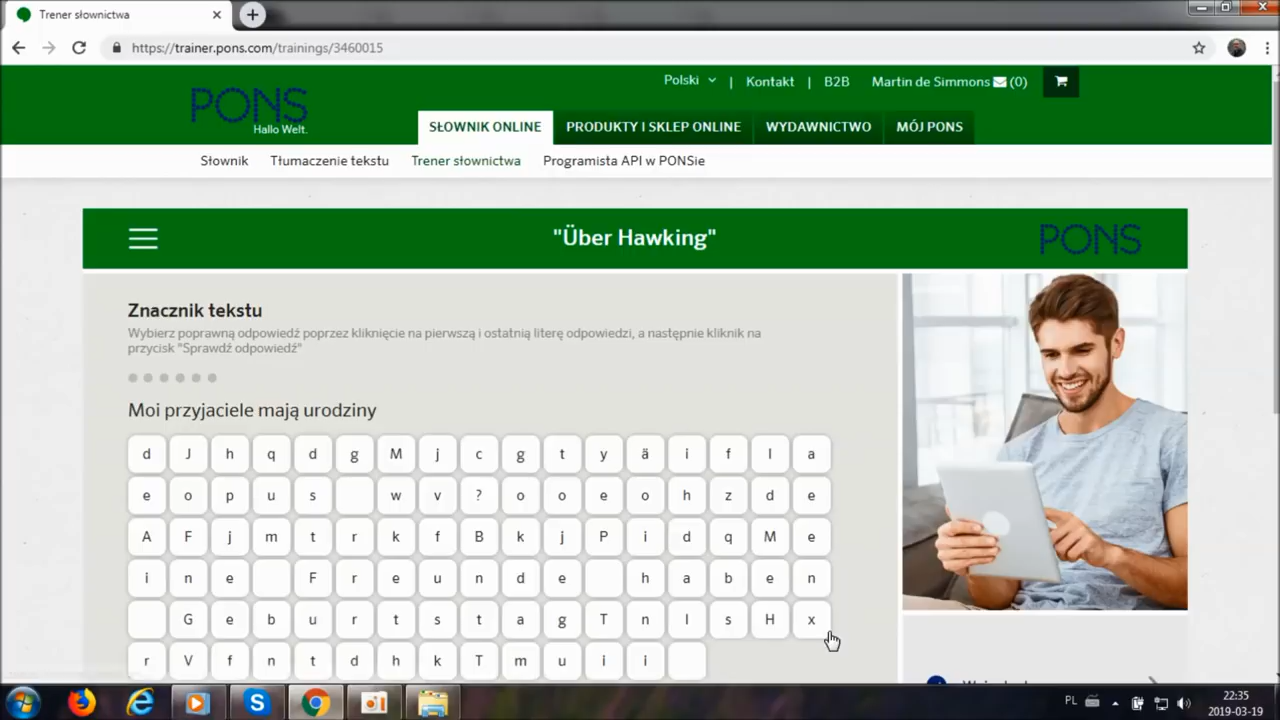 Trener słownictwa
https://trainer.pons.com/trainings/3460015
Polski | Kontakt | B2B Martin de Simmons (0)
PONS
Hallo Welt.
SŁOWNIK ONLINE PRODUKTY I SKLEP ONLINE WYDAWNICTWO MÓJ PONS
Słownik Tłumaczenie tekstu Trener słownictwa Programista API w PONSie
"Über Hawking" PONS
Znacznik tekstu
Wybierz poprawną odpowiedź poprzez kliknięcie na pierwszą i ostatnią literę odpowiedzi, a następnie kliknik na
przycisk "Sprawdź odpowiedź"
Moi przyjaciele mają urodziny
d J h q d g M j c g t y ä i f l a
e o p u s w v ? o o e o h z d e
A F j m t r k f B k j P i d q M e
i n e F r e u n d e h a b e n
G e b u r t s t a g T n l s H x
r V f n t d h k T m u i i
PL 22:35
2019-03-19